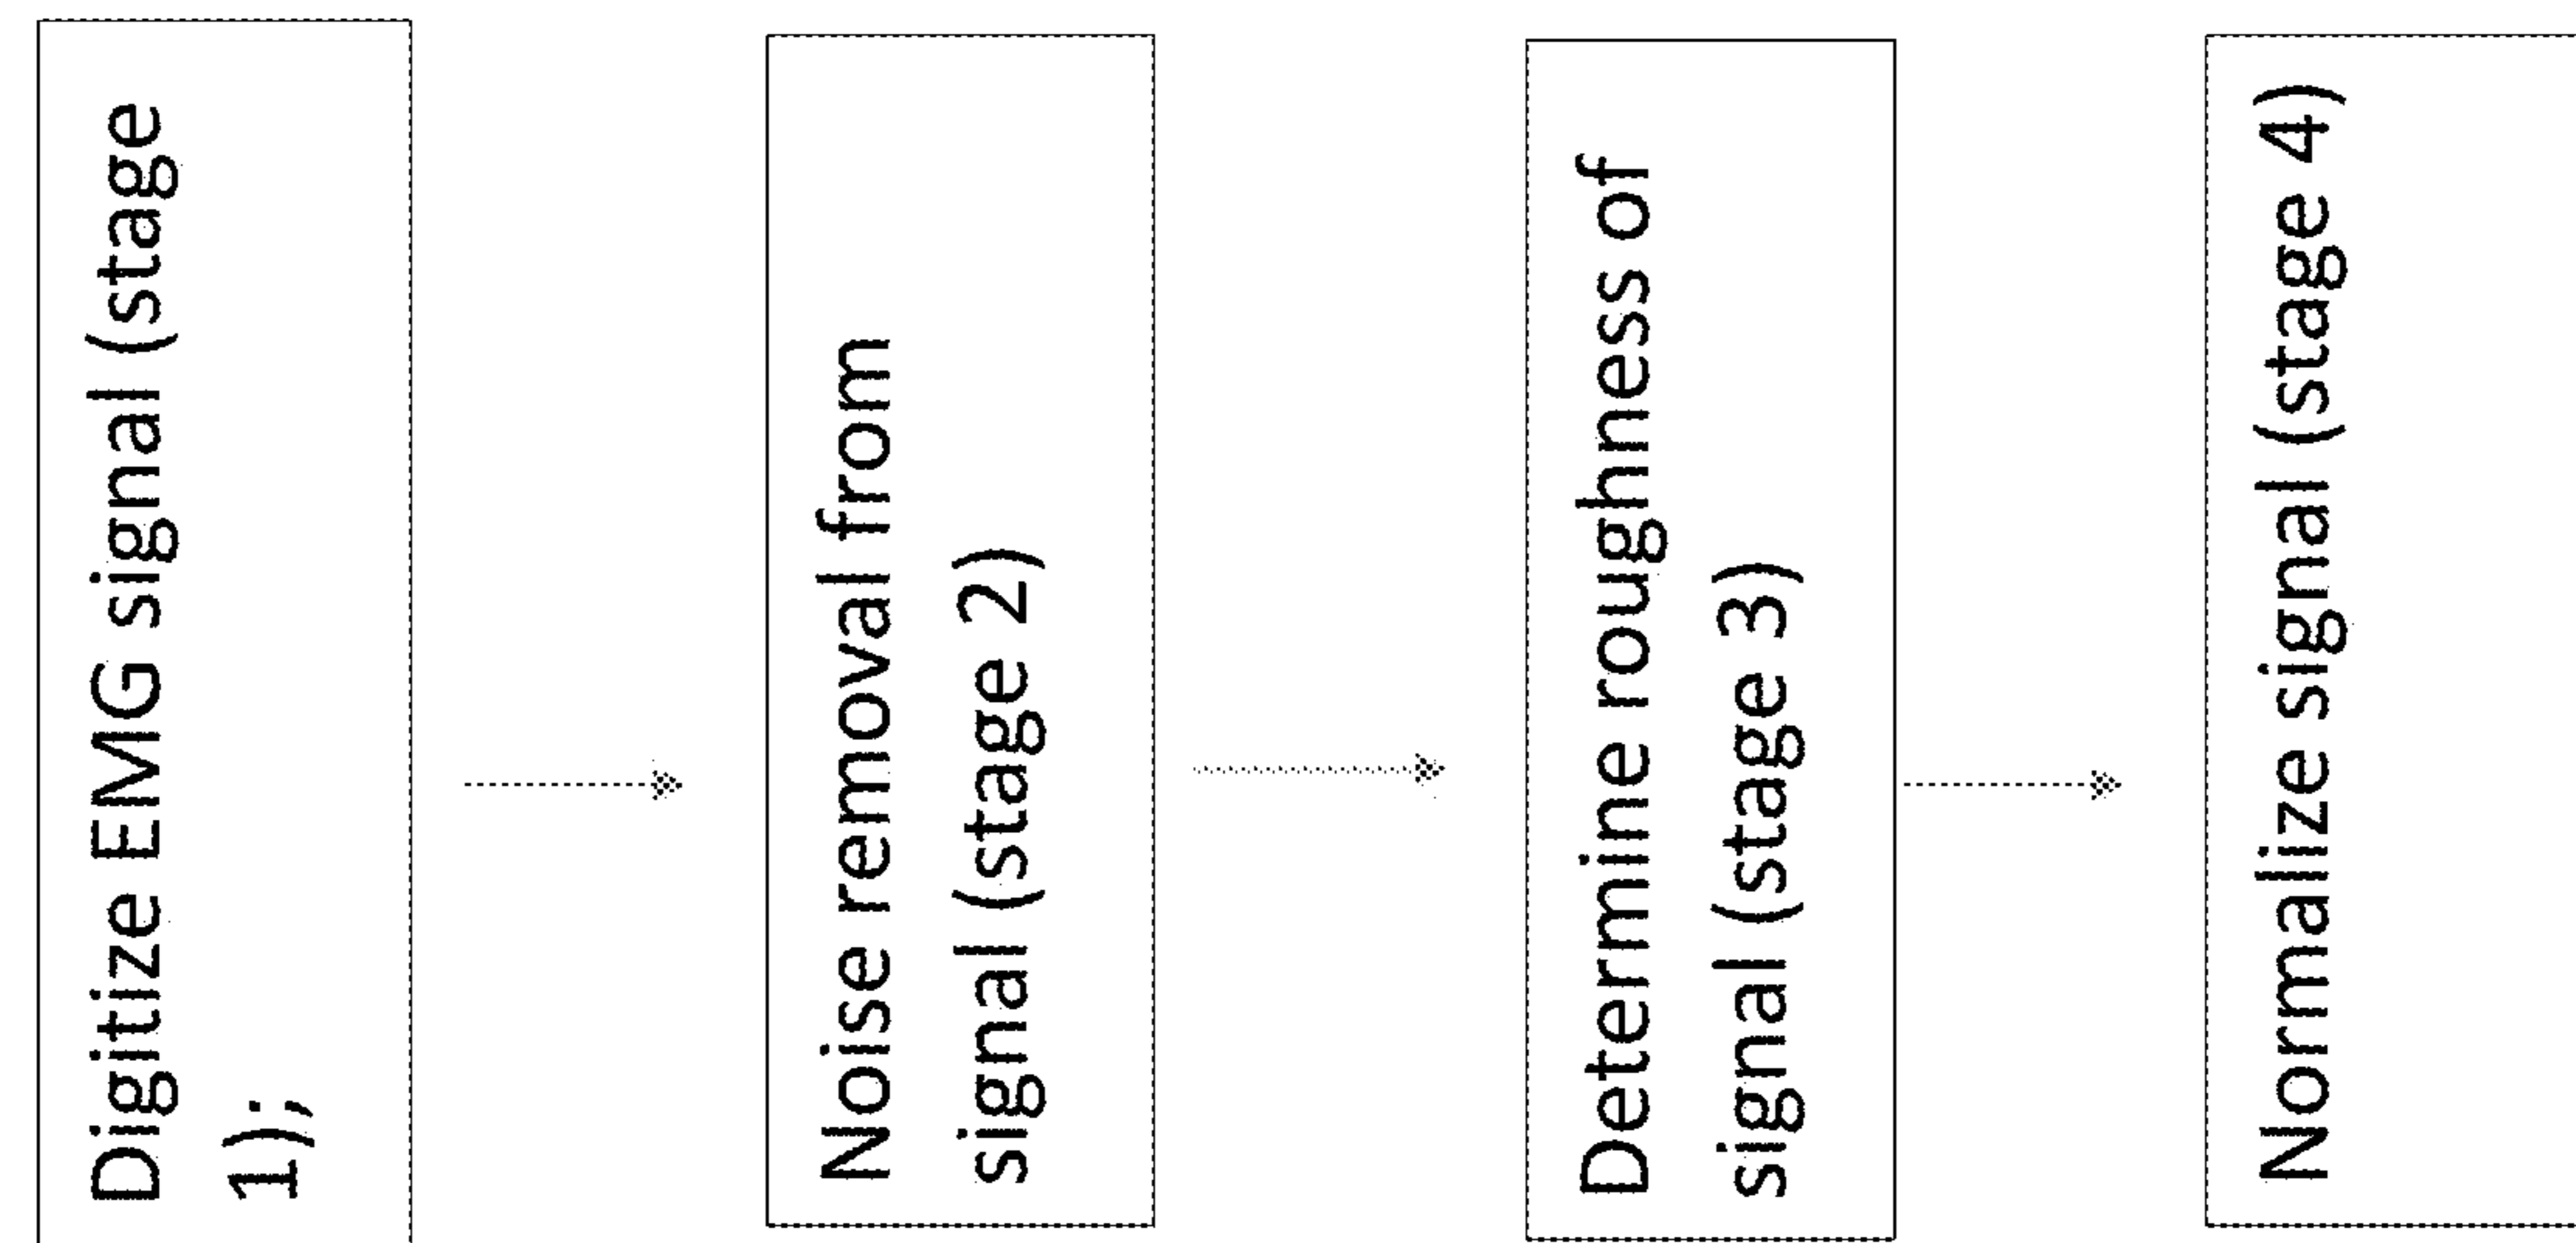 Digitize EMG signal (stage
1);
Noise removal from
signal (stage 2)
Determine roughness of
signal (stage 3)
Normalize signal (stage 4)